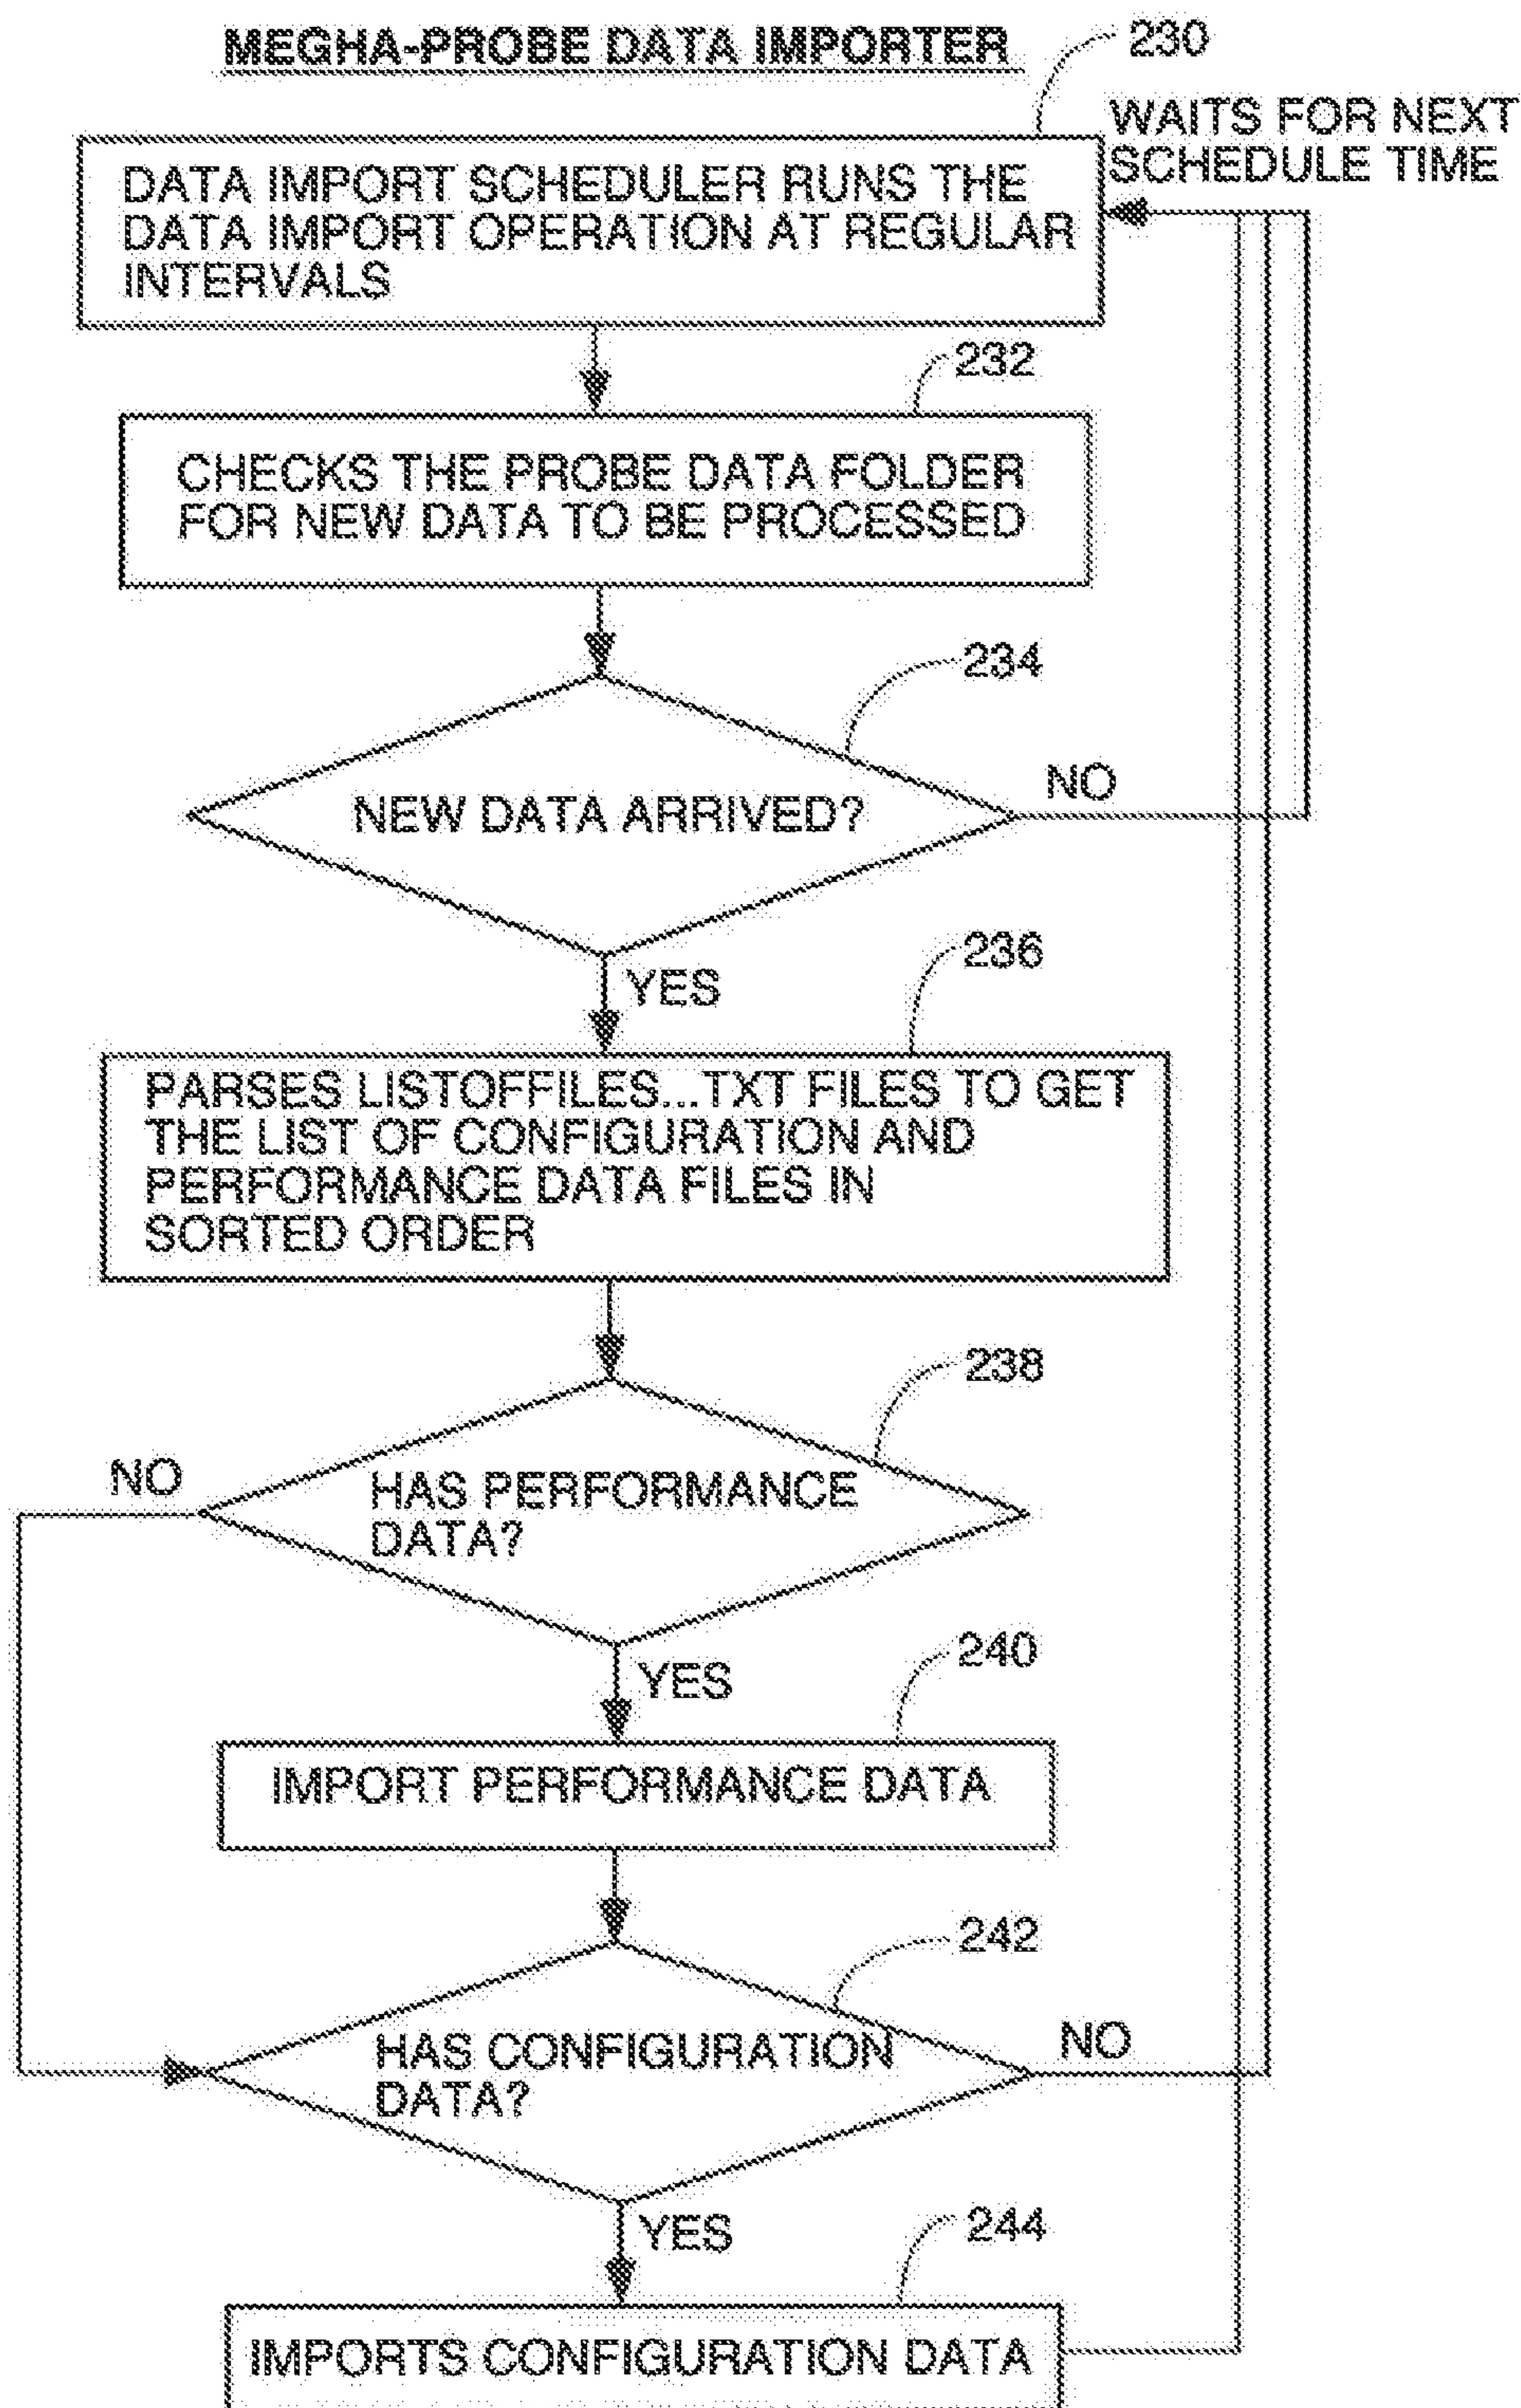 MEGHA-PROBE DATA IMPORTER
230
WAITS FOR NEXT
SCHEDULE TIME
DATA IMPORT SCHEDULER RUNS THE
DATA IMPORT OPERATION AT REGULAR
INTERVALS
232
CHECKS THE PROBE DATA FOLDER
FOR NEW DATA TO BE PROCESSED
234
NEW DATA ARRIVED?
NO
YES
236
PARSES LISTOFFILES...TXT FILES TO GET
THE LIST OF CONFIGURATION AND
PERFORMANCE DATA FILES IN
SORTED ORDER
238
NO
HAS PERFORMANCE
DATA?
YES
240
IMPORT PERFORMANCE DATA
242
HAS CONFIGURATION
DATA?
NO
YES
244
IMPORTS CONFIGURATION DATA